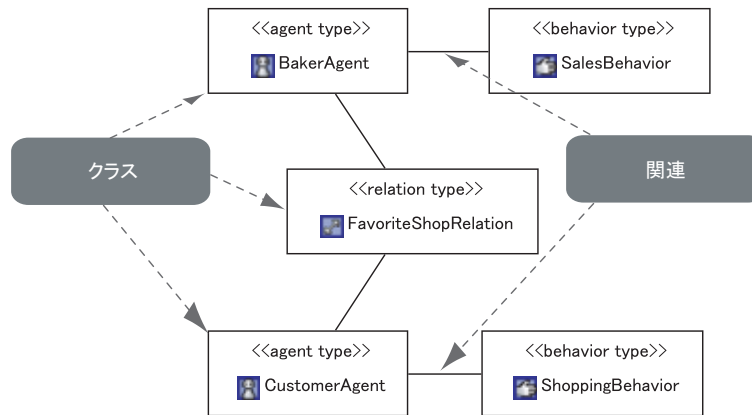 <<agent type>>
BakerAgent
<<behavior type>>
SalesBehavior
クラス
関連
<<relation type>>
FavoriteShopRelation
<<agent type>>
CustomerAgent
<<behavior type>>
ShoppingBehavior